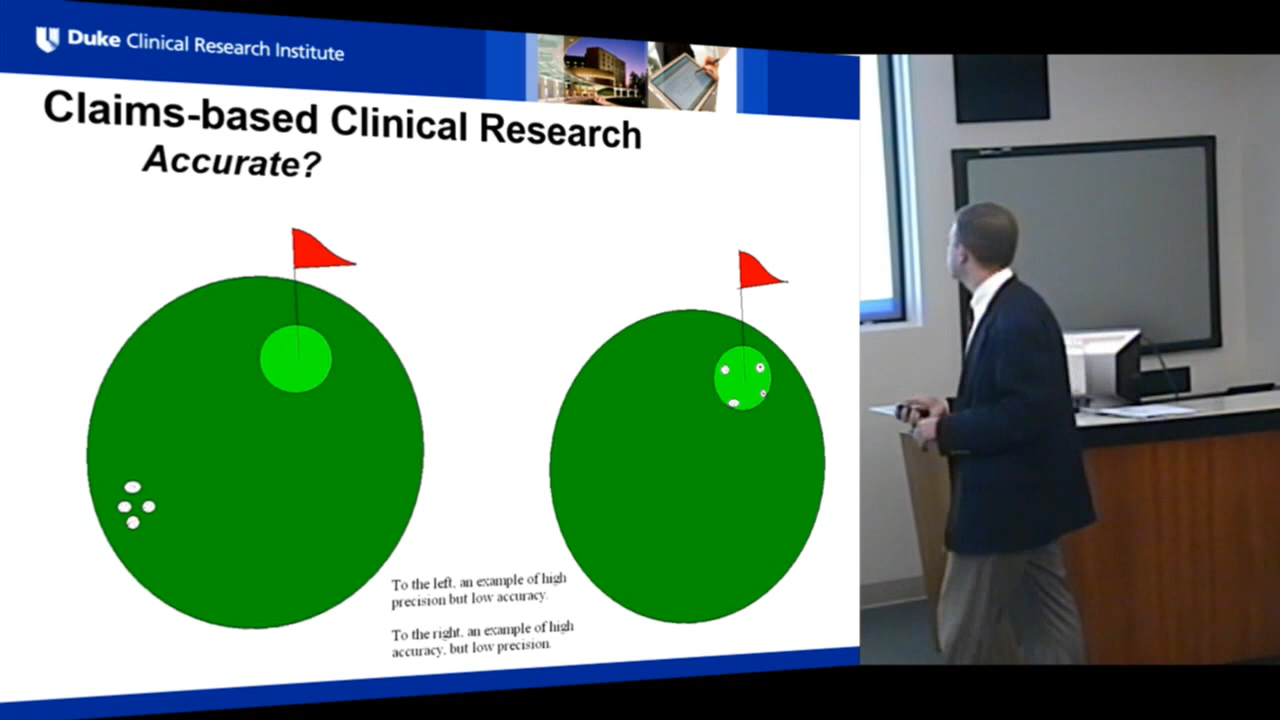 Duke Clinical Research Institute
Claims-based Clinical Research
Accurate?
To the left, an example of high
precision but low accuracy.
To the right, an example of high
accuracy, but low precision.